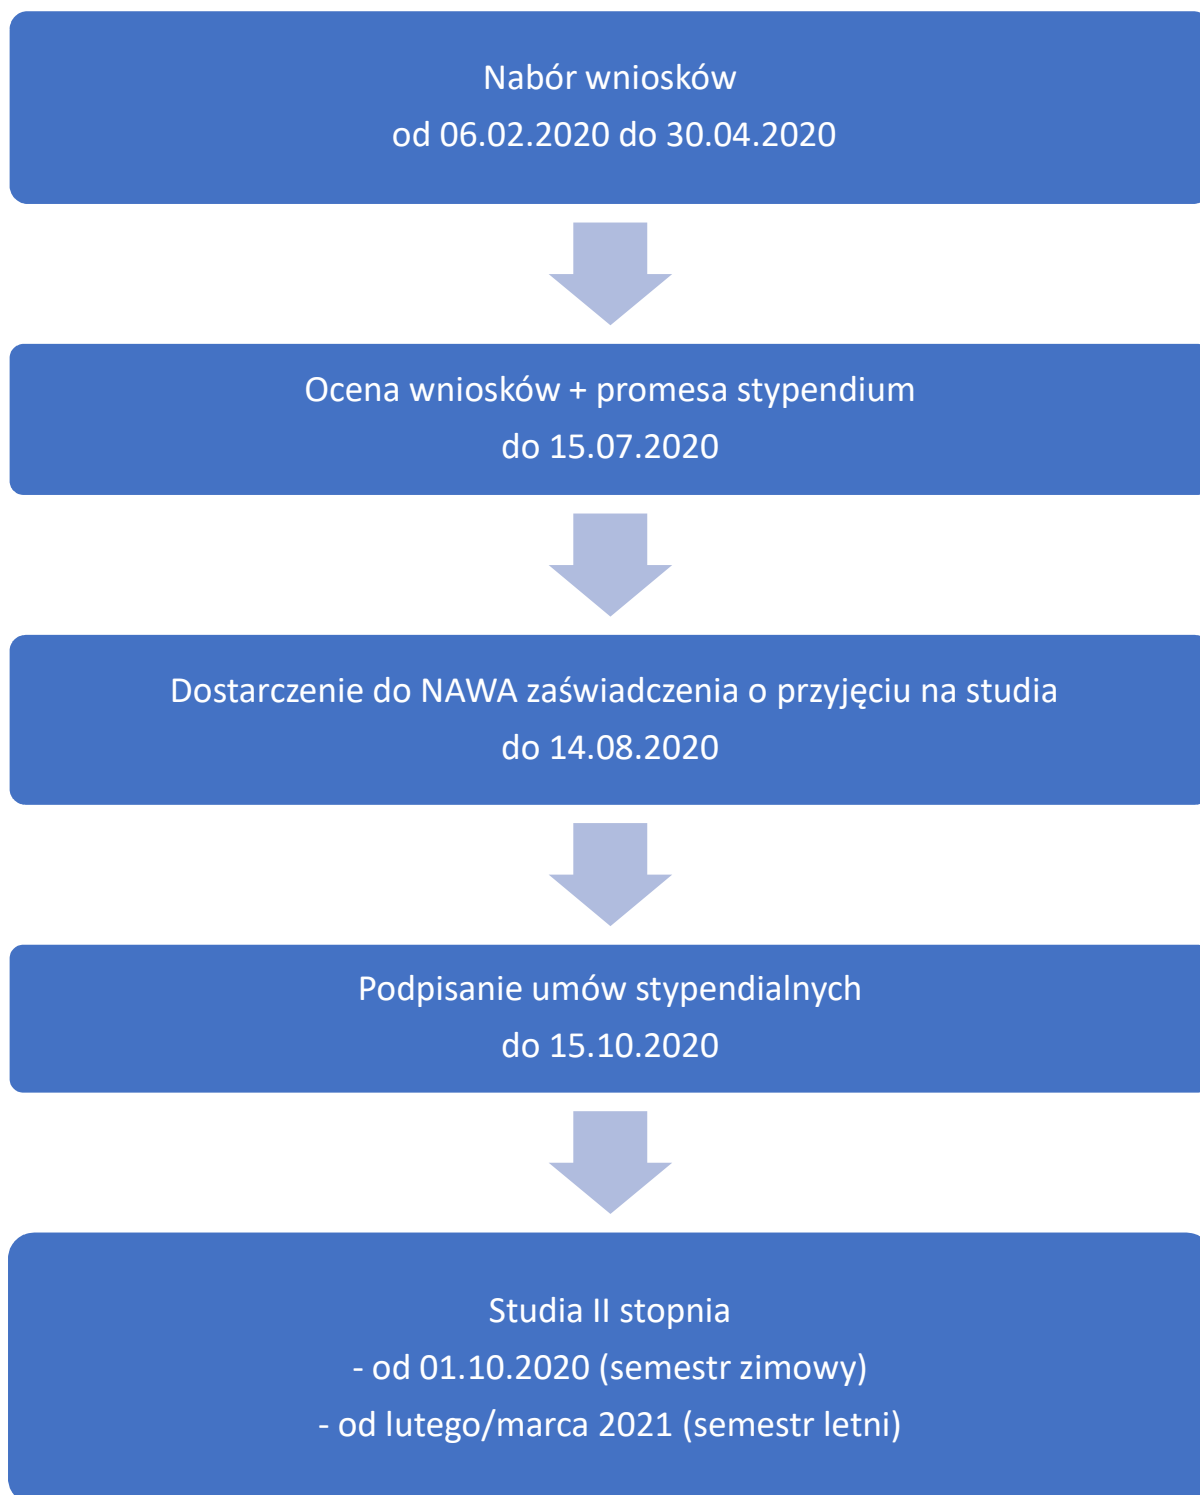 Nabór wniosków
od 06.02.2020 do 30.04.2020
Ocena wniosków + promesa stypendium
do 15.07.2020
Dostarczenie do NAWA zaświadczenia o przyjęciu na studia
do 14.08.2020
Podpisanie umów stypendialnych
do 15.10.2020
Studia II stopnia
- od 01.10.2020 (semestr zimowy)
- od lutego/marca 2021 (semestr letni)